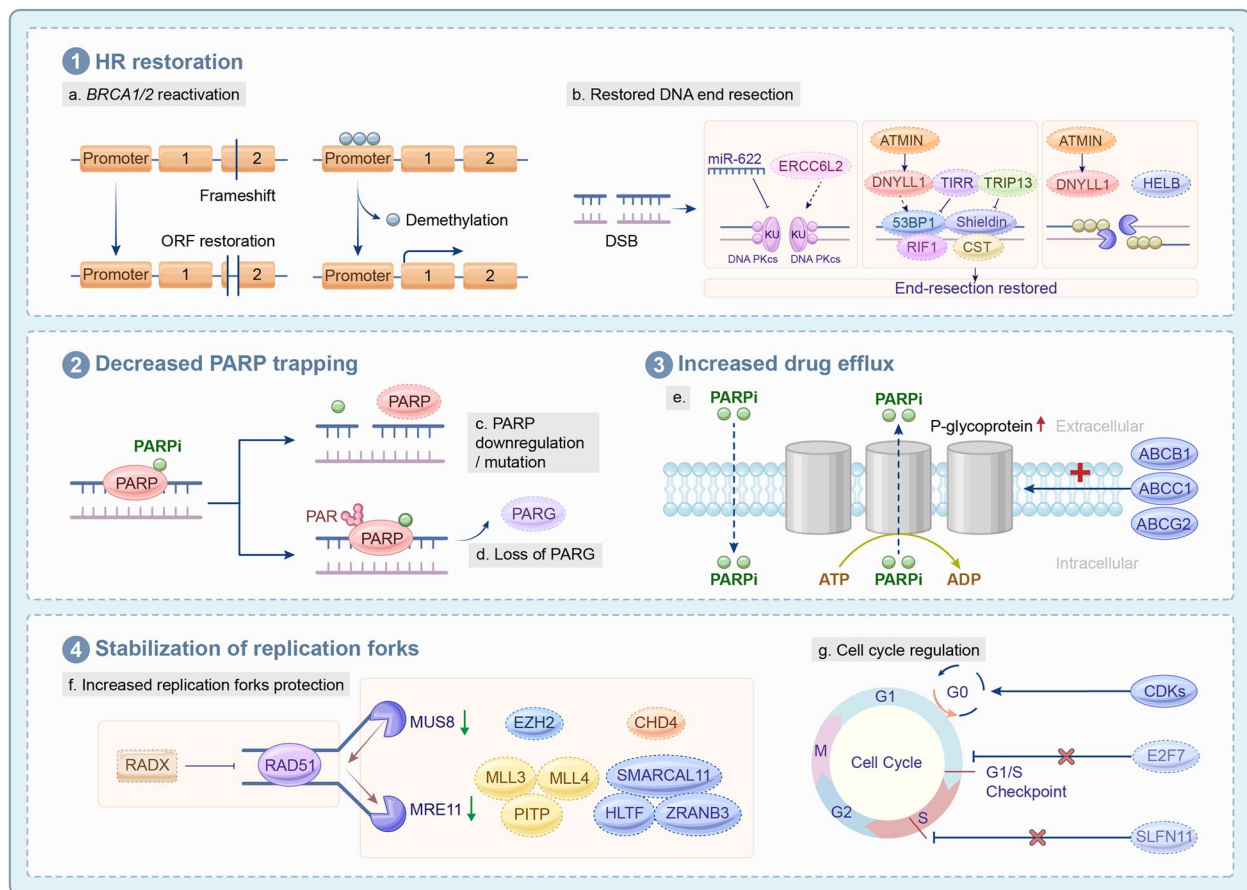 1 HR restoration
a. BRCA1/2 reactivation
Promoter 1 2
Frameshift
ORF restoration
Promoter 1 2
Promoter 1 2
Demethylation
Promoter 1 2
b. Restored DNA end resection
DSB
miR-622
ERCC6L2
KU KU
DNA PKcs DNA PKcs
ATMIN
DNYLL1 TIRR TRIP13
53BP1 Shieldin
RIF1 CST
ATMIN
DNYLL1 HELB
End-resection restored
2 Decreased PARP trapping
PARPi
PARP
PARP
c. PARP
downregulation
/ mutation
PAR
PARP
PARG
d. Loss of PARG
3 Increased drug efflux
e.
PARPi
PARPi
PARPi
P-glycoprotein
Extracellular
ABCB1
ABCC1
ABCG2
Intracellular
ATP PARPi ADP
4 Stabilization of replication forks
f. Increased replication forks protection
RADX
RAD51
MUS8
MRE11
EZH2 CHD4
MLL3 MLL4
PITP
SMARCAL11
HLTF ZRANB3
g. Cell cycle regulation
G1
G0
CDKs
M
Cell Cycle
E2F7
G1/S
Checkpoint
G2
S
SLFN11